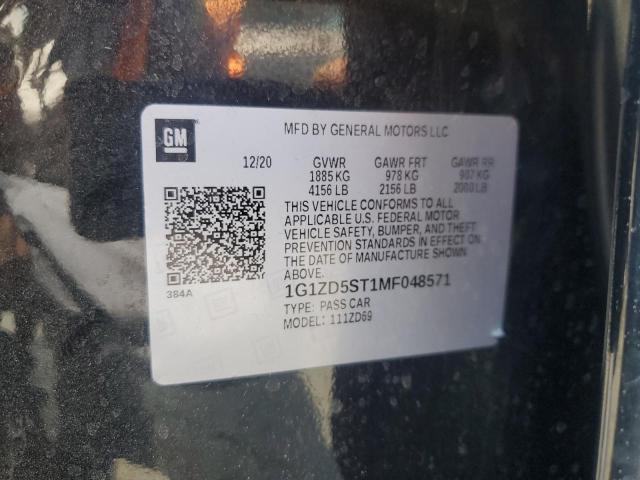 GM
MFD BY GENERAL MOTORS LLC
12/20 GVWR GAWR FRT GAWR RR
1885 KG 978 KG 907 KG
4156 LB 2156 LB 2000 LB
THIS VEHICLE CONFORMS TO ALL
APPLICABLE U.S. FEDERAL MOTOR
VEHICLE SAFETY, BUMPER, AND THEFT
PREVENTION STANDARDS IN EFFECT ON
THE DATE OF MANUFACTURE SHOWN
ABOVE.
384A
1G1ZD5ST1MF048571
TYPE: PASS CAR
MODEL: 111ZD69